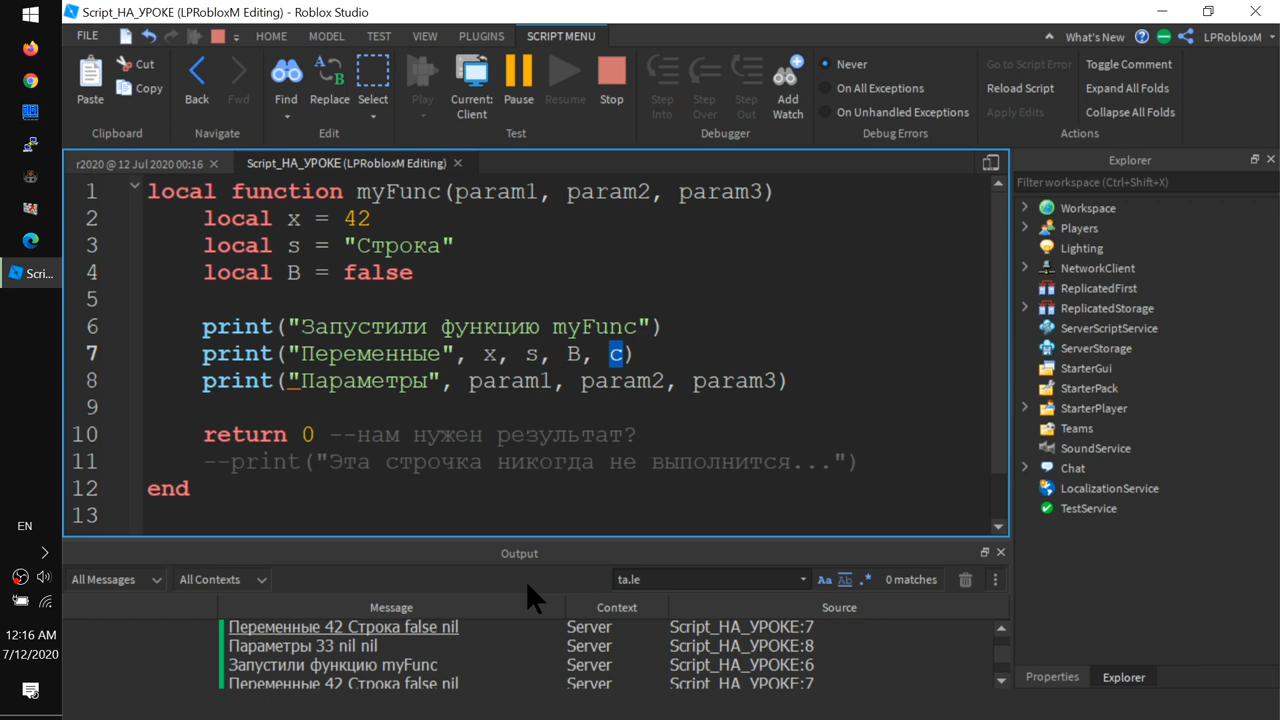 Script_НА_УРОКЕ (LPRobloxM Editing) - Roblox Studio
FILE HOME MODEL TEST VIEW PLUGINS SCRIPT MENU What's New LPRobloxM
Paste Cut Copy Back Fwd Find Replace Select Play Current: Client Pause Resume Stop Step Into Step Over Step Out Add Watch
Never
On All Exceptions
On Unhandled Exceptions
Go to Script Error
Reload Script
Apply Edits
Toggle Comment
Expand All Folds
Collapse All Folds
Clipboard Navigate Edit Test Debugger Debug Errors Actions
r2020 @ 12 Jul 2020 00:16 Script_НА_УРОКЕ (LPRobloxM Editing)
1 local function myFunc(param1, param2, param3)
2 local x = 42
3 local s = "Строка"
4 local B = false
5
6 print("Запустили функцию myFunc")
7 print("Переменные", x, s, B, c)
8 print("Параметры", param1, param2, param3)
9
10 return 0 --нам нужен результат?
11 --print("Эта строчка никогда не выполнится...")
12 end
13
Explorer
Filter workspace (Ctrl+Shift+X)
Workspace
Players
Lighting
NetworkClient
ReplicatedFirst
ReplicatedStorage
ServerScriptService
ServerStorage
StarterGui
StarterPack
StarterPlayer
Teams
SoundService
Chat
LocalizationService
TestService
Properties Explorer
Output
All Messages All Contexts ta.le Aa Ab .* 0 matches
Message Context Source
Переменные 42 Строка false nil Server Script_НА_УРОКЕ:7
Параметры 33 nil nil Server Script_НА_УРОКЕ:8
Запустили функцию myFunc Server Script_НА_УРОКЕ:6
Переменные 42 Строка false nil Server Script_НА_УРОКЕ:7
Scri...
EN
12:16 AM
7/12/2020